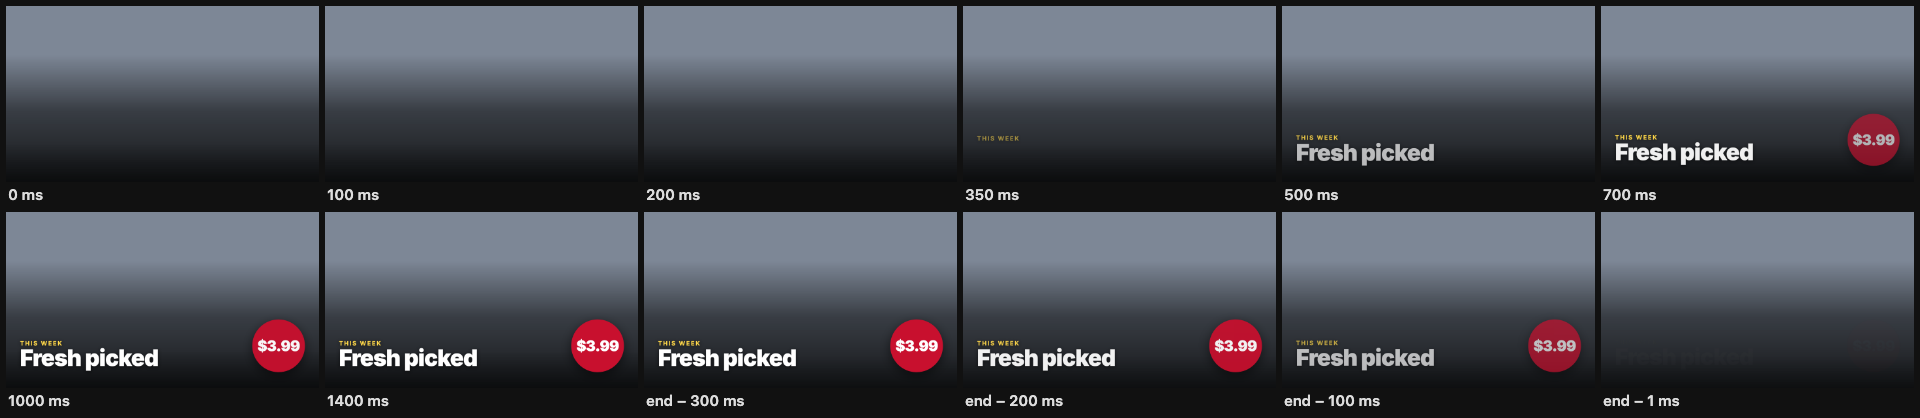 0 ms
100 ms
200 ms
THIS WEEK
350 ms
THIS WEEK
Fresh picked
500 ms
THIS WEEK
Fresh picked
$3.99
700 ms
THIS WEEK
Fresh picked
$3.99
1000 ms
THIS WEEK
Fresh picked
$3.99
1400 ms
THIS WEEK
Fresh picked
$3.99
end – 300 ms
THIS WEEK
Fresh picked
$3.99
end – 200 ms
THIS WEEK
Fresh picked
$3.99
end – 100 ms
end – 1 ms